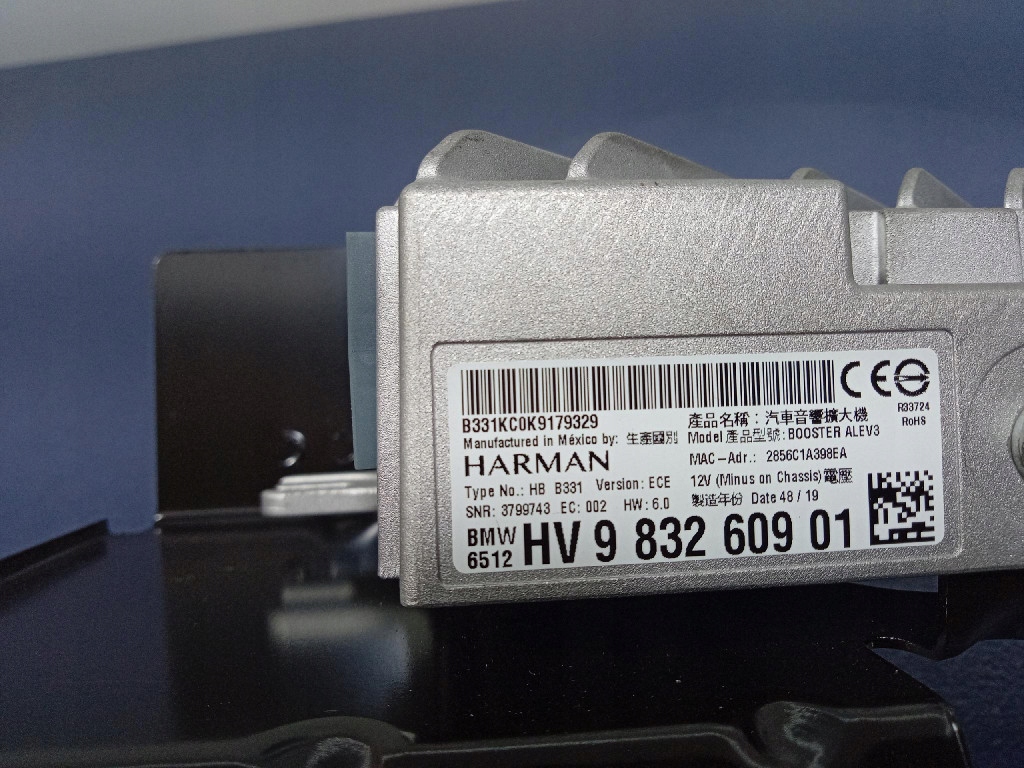 B331KC0K9179329
Manufactured in México by: 生產國別
HARMAN
Type No.: HB B331 Version: ECE
SNR: 3799743 EC: 002 HW: 6.0
產品名稱：汽車音響擴大機
Model 產品型號: BOOSTER ALEV3
MAC-Adr.: 2856C1A398EA
12V (Minus on Chassis) 電壓
製造年份 Date 48 / 19
CE
R33724
RoHS
BMW
6512
HV 9 832 609 01